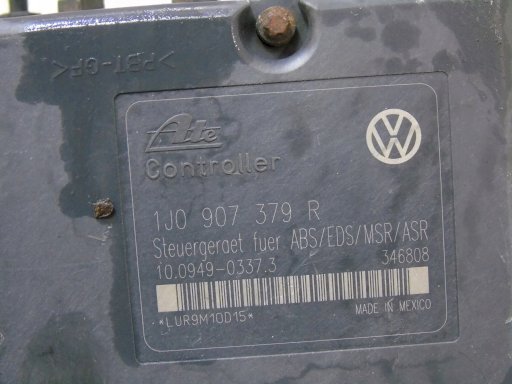 >PBT-GF<
Ate
Controller
VW
1J0 907 379 R
Steuergeraet fuer ABS/EDS/MSR/ASR
10.0949-0337.3 346808
*LUR9M10D15* MADE IN MEXICO